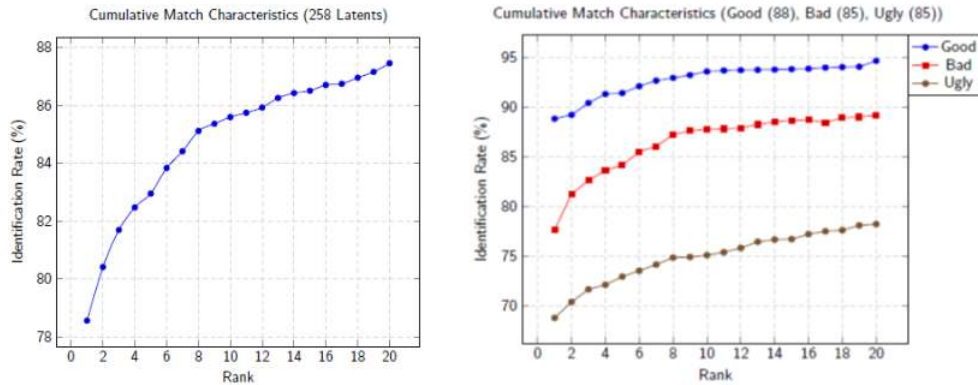 Cumulative Match Characteristics (258 Latents)
88
86
84
82
80
78
Identification Rate (%)
0 2 4 6 8 10 12 14 16 18 20
Rank
Cumulative Match Characteristics (Good (88), Bad (85), Ugly (85))
95
90
85
80
75
70
Identification Rate (%)
0 2 4 6 8 10 12 14 16 18 20
Rank
Good
Bad
Ugly